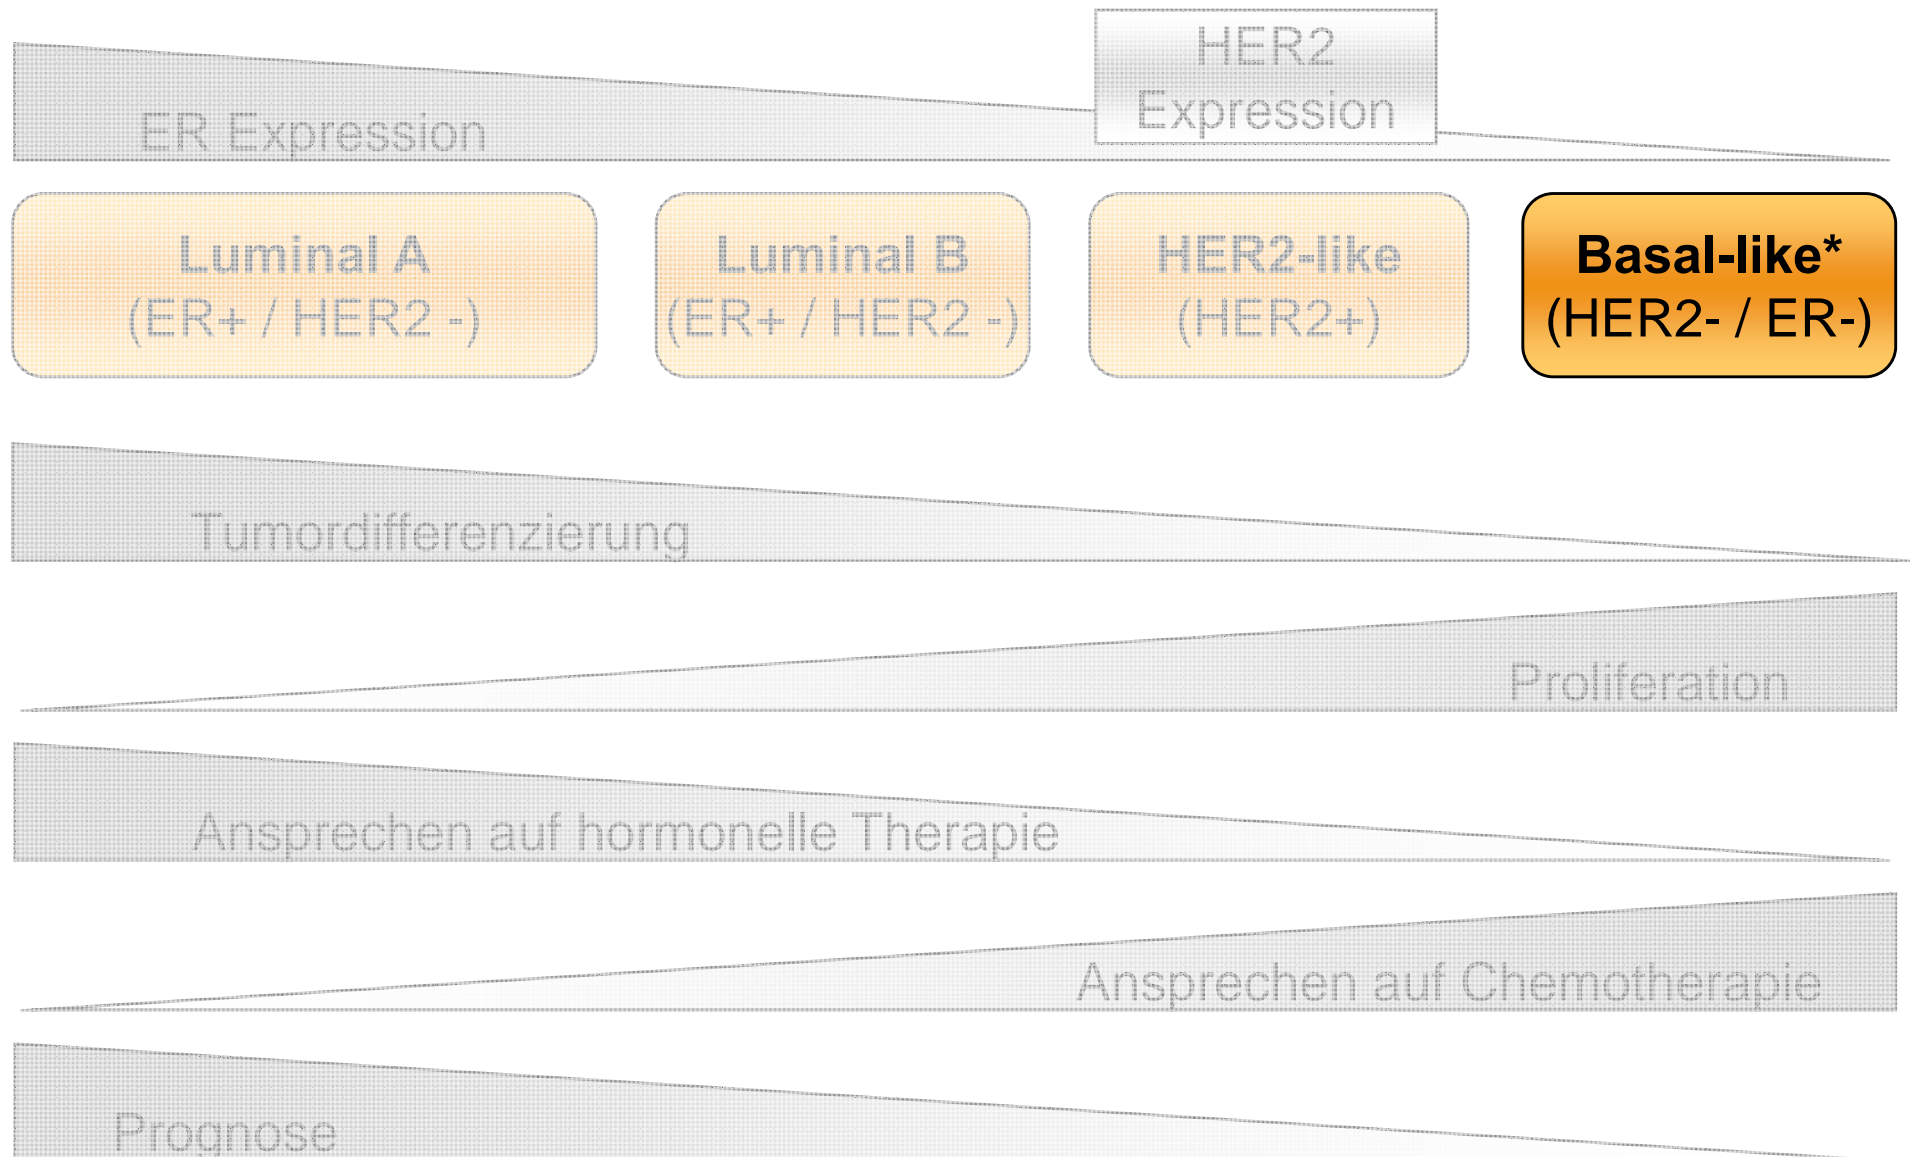 HER2
Expression
ER Expression
Luminal A
(ER+ / HER2 -)
Luminal B
(ER+ / HER2 -)
HER2-like
(HER2+)
Basal-like*
(HER2- / ER-)
Tumordifferenzierung
Proliferation
Ansprechen auf hormonelle Therapie
Ansprechen auf Chemotherapie
Prognose